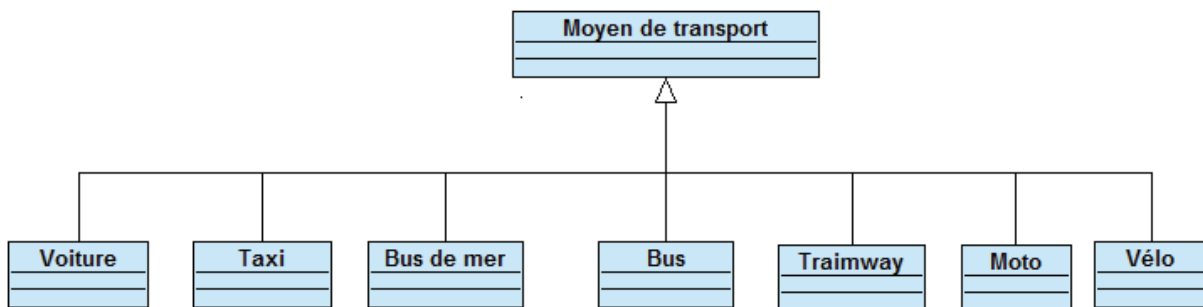 Moyen de transport
Voiture
Taxi
Bus de mer
Bus
Traimway
Moto
Vélo